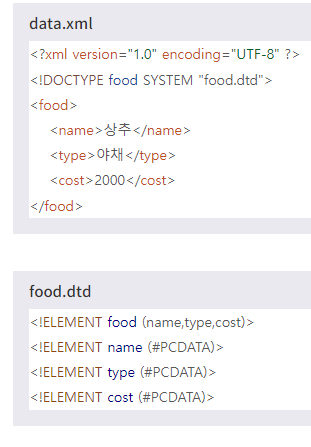 data.xml
<?xml version="1.0" encoding="UTF-8" ?>
<!DOCTYPE food SYSTEM "food.dtd">
<food>
<name>상추</name>
<type>야채</type>
<cost>2000</cost>
</food>
food.dtd
<!ELEMENT food (name,type,cost)>
<!ELEMENT name (#PCDATA)>
<!ELEMENT type (#PCDATA)>
<!ELEMENT cost (#PCDATA)>